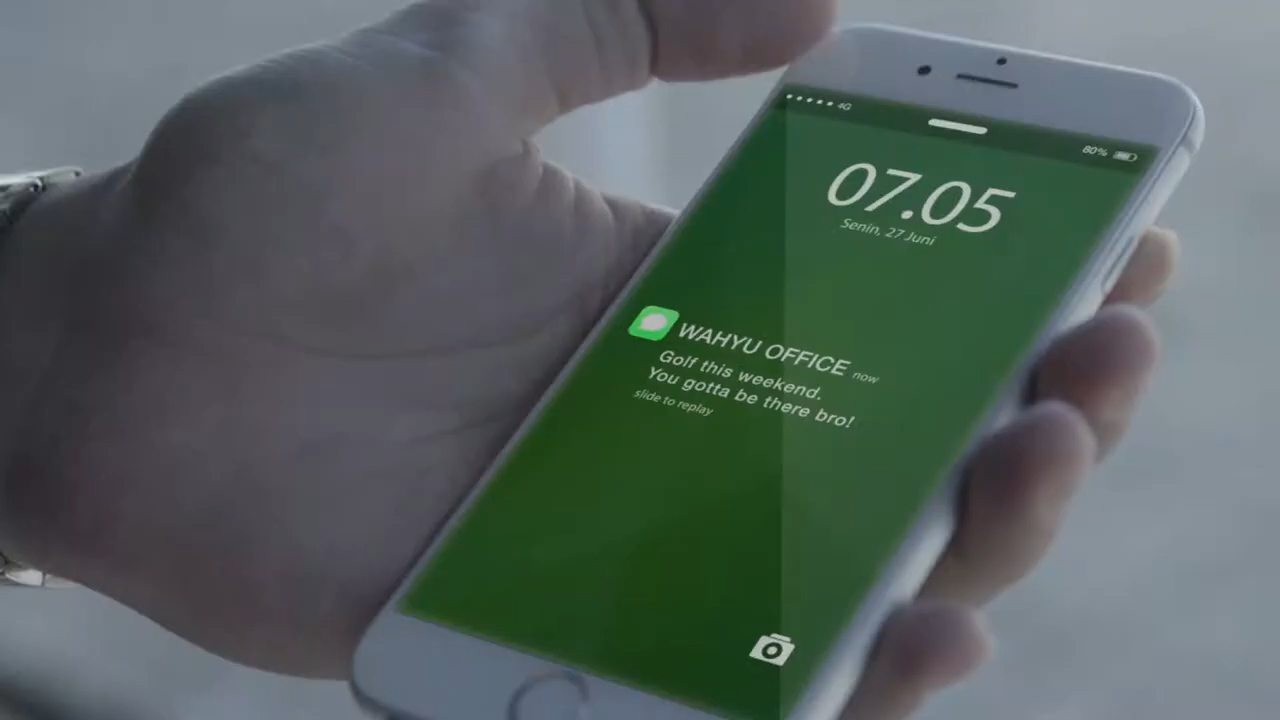 4G
80%
07.05
Senin, 27 Juni
WAHYU OFFICE now
Golf this weekend.
You gotta be there bro!
slide to replay